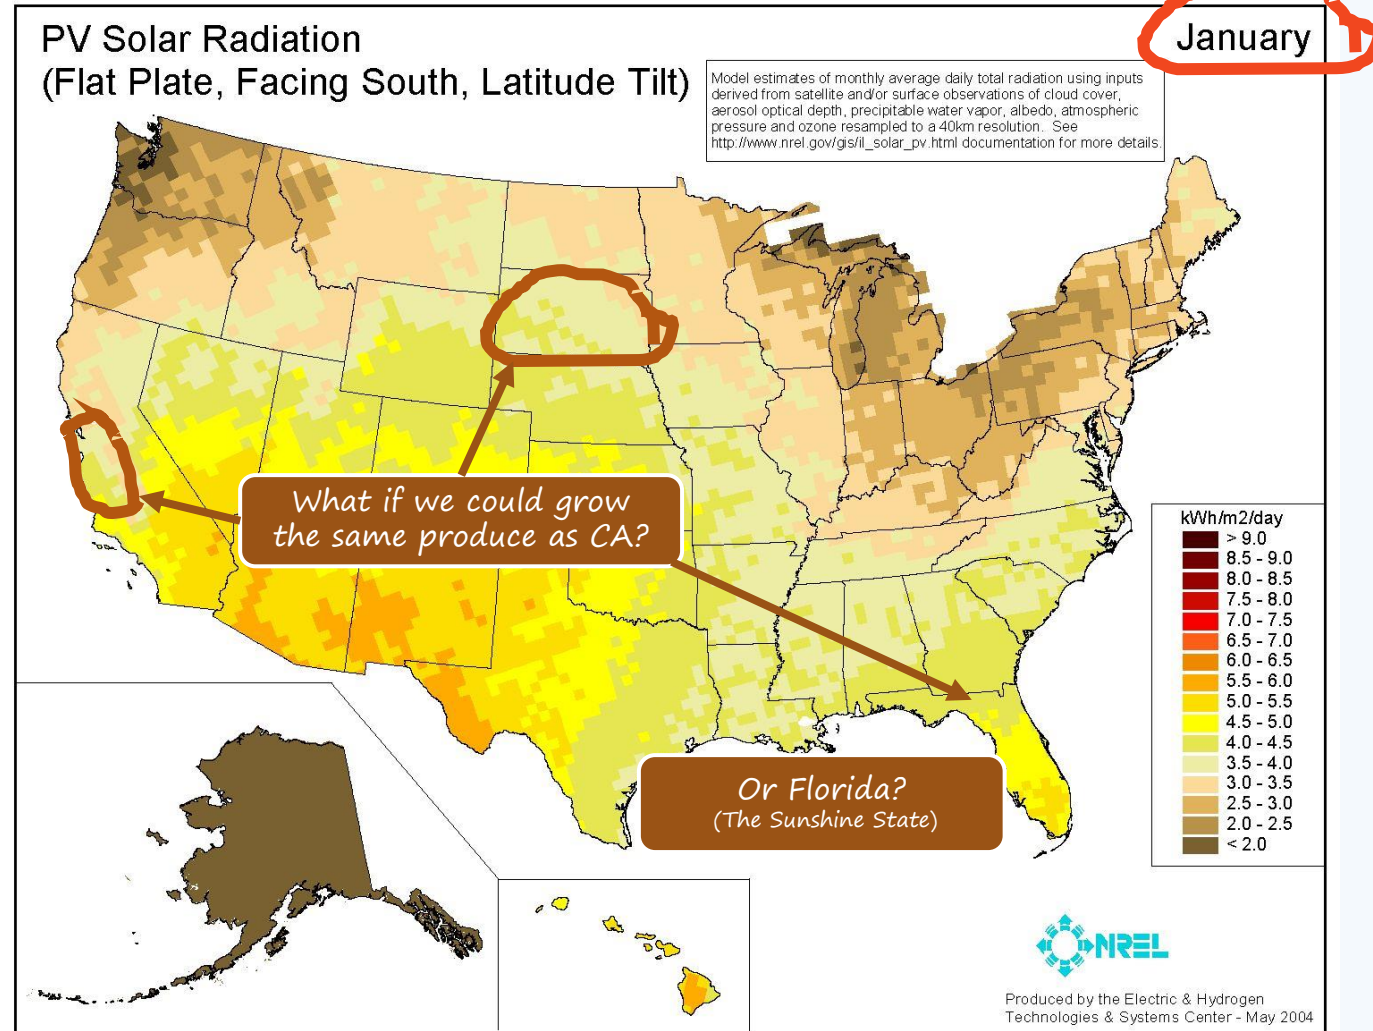 PV Solar Radiation
(Flat Plate, Facing South, Latitude Tilt)
January
Model estimates of monthly average daily total radiation using inputs
derived from satellite and/or surface observations of cloud cover,
aerosol optical depth, precipitable water vapor, albedo, atmospheric
pressure and ozone resampled to a 40km resolution. See
http://www.nrel.gov/gis/il_solar_pv.html documentation for more details.
What if we could grow
the same produce as CA?
Or Florida?
(The Sunshine State)
kWh/m2/day
> 9.0
8.5 - 9.0
8.0 - 8.5
7.5 - 8.0
7.0 - 7.5
6.5 - 7.0
6.0 - 6.5
5.5 - 6.0
5.0 - 5.5
4.5 - 5.0
4.0 - 4.5
3.5 - 4.0
3.0 - 3.5
2.5 - 3.0
2.0 - 2.5
< 2.0
NREL
Produced by the Electric & Hydrogen
Technologies & Systems Center - May 2004